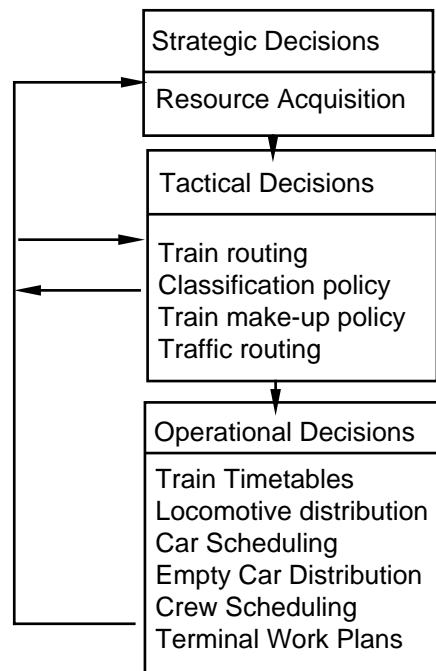 Strategic Decisions
Resource Acquisition
Tactical Decisions
Train routing
Classification policy
Train make-up policy
Traffic routing
Operational Decisions
Train Timetables
Locomotive distribution
Car Scheduling
Empty Car Distribution
Crew Scheduling
Terminal Work Plans